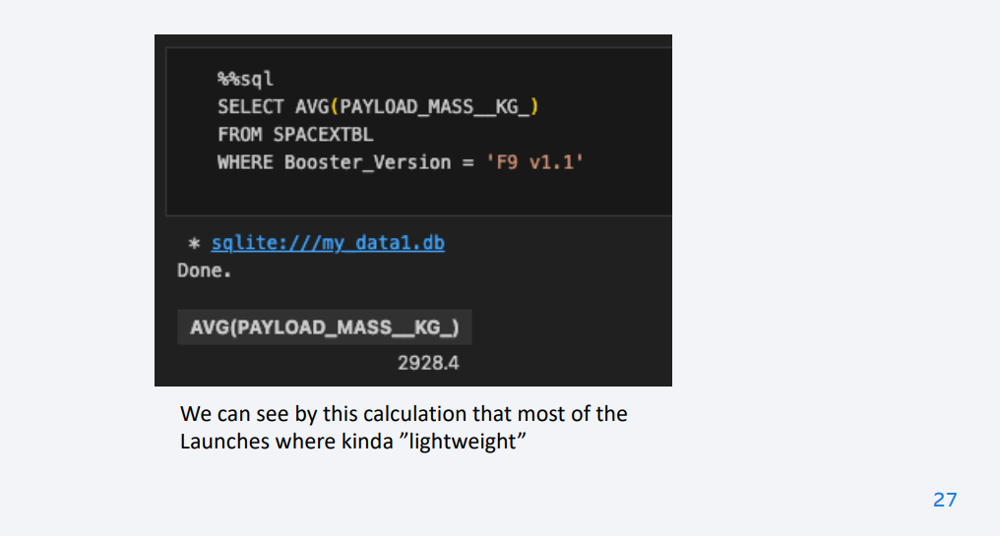 %%sql
SELECT AVG(PAYLOAD_MASS__KG_)
FROM SPACEXTBL
WHERE Booster_Version = 'F9 v1.1'
* sqlite:///my_data1.db
Done.
AVG(PAYLOAD_MASS__KG_)
2928.4
We can see by this calculation that most of the
Launches where kinda ”lightweight”
27